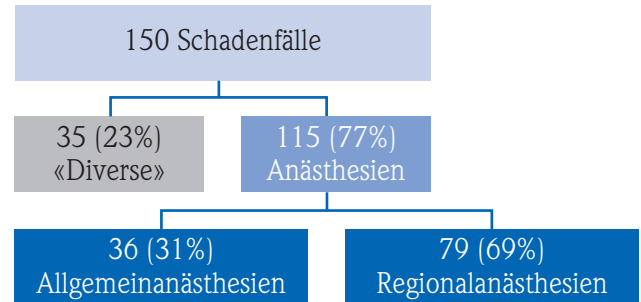 150 Schadenfälle
35 (23%)
«Diverse»
115 (77%)
Anästhesien
36 (31%)
Allgemeinanästhesien
79 (69%)
Regionalanästhesien